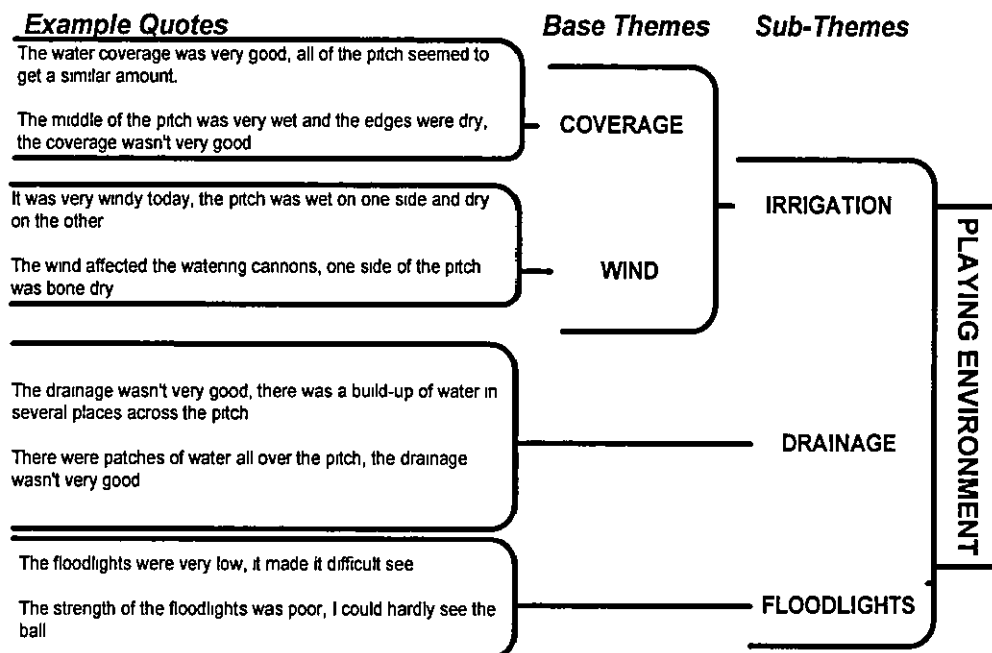 Example Quotes
Base Themes
Sub-Themes
The water coverage was very good, all of the pitch seemed to
get a similar amount.
The middle of the pitch was very wet and the edges were dry,
the coverage wasn't very good
COVERAGE
It was very windy today, the pitch was wet on one side and dry
on the other
The wind affected the watering cannons, one side of the pitch
was bone dry
WIND
IRRIGATION
The drainage wasn't very good, there was a build-up of water in
several places across the pitch
There were patches of water all over the pitch, the drainage
wasn't very good
DRAINAGE
The floodlights were very low, it made it difficult see
The strength of the floodlights was poor, I could hardly see the
ball
FLOODLIGHTS
PLAYING ENVIRONMENT